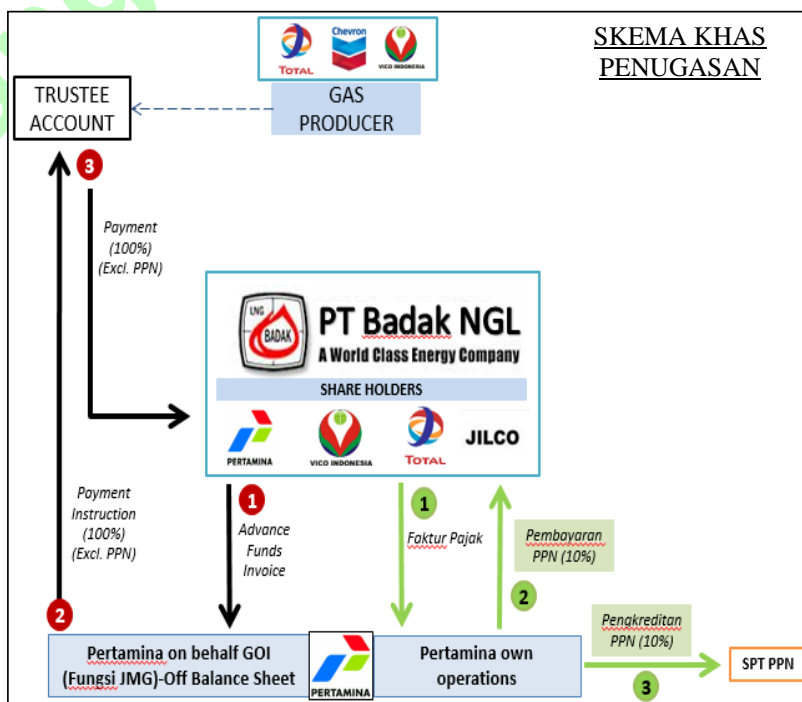 SKEMA KHAS
PENUGASAN
TOTAL
Chevron
VICO INDONESIA
GAS
PRODUCER
TRUSTEE
ACCOUNT
3
Payment
(100%)
(Excl. PPN)
LNG
BADAK
PT Badak NGL
A World Class Energy Company
SHARE HOLDERS
PERTAMINA
VICO INDONESIA
TOTAL
JILCO
Payment
Instruction
(100%)
(Excl. PPN)
2
1
Advance
Funds
Invoice
1
Faktur Pajak
Pembayaran
PPN (10%)
2
Pertamina on behalf GOI
(Fungsi JMG)-Off Balance Sheet
PERTAMINA
Pertamina own
operations
Pengkreditan
PPN (10%)
3
SPT PPN